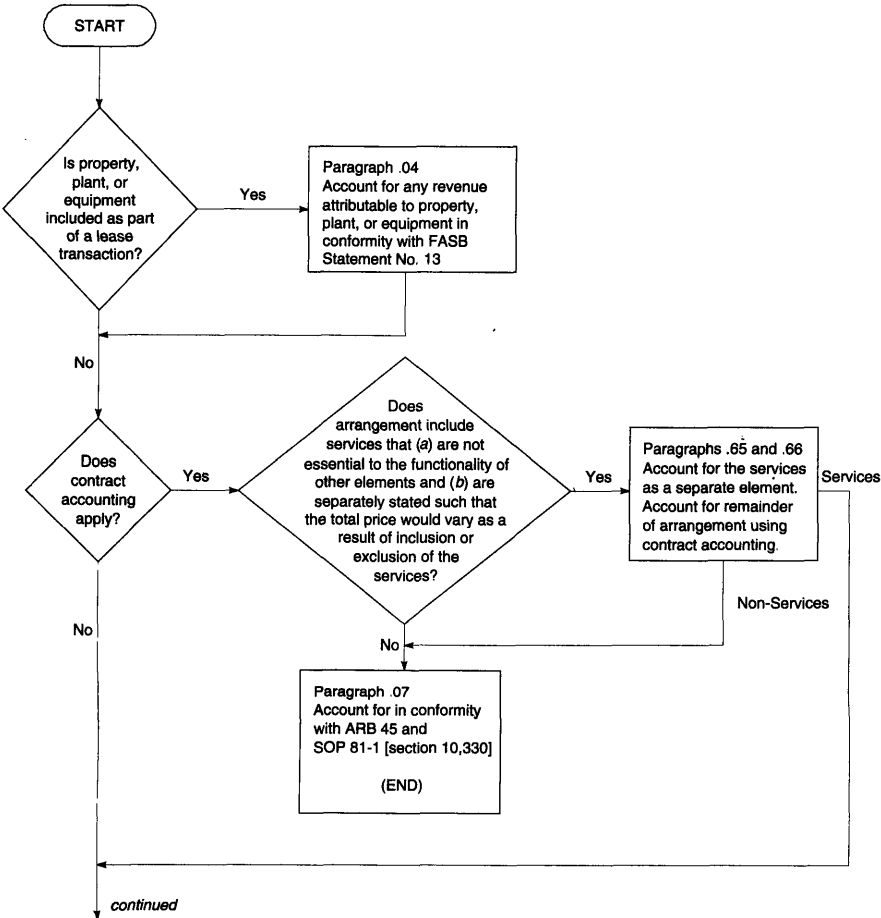 START
Is property,
plant, or
equipment
included as part
of a lease
transaction?
Yes
Paragraph .04
Account for any revenue
attributable to property,
plant, or equipment in
conformity with FASB
Statement No. 13
No
Does
contract
accounting
apply?
Yes
Does
arrangement include
services that (a) are not
essential to the functionality of
other elements and (b) are
separately stated such that
the total price would vary as a
result of inclusion or
exclusion of the
services?
Yes
Paragraphs .65 and .66
Account for the services
as a separate element.
Account for remainder
of arrangement using
contract accounting.
Services
Non-Services
No
No
Paragraph .07
Account for in conformity
with ARB 45 and
SOP 81-1 [section 10,330]
(END)
continued